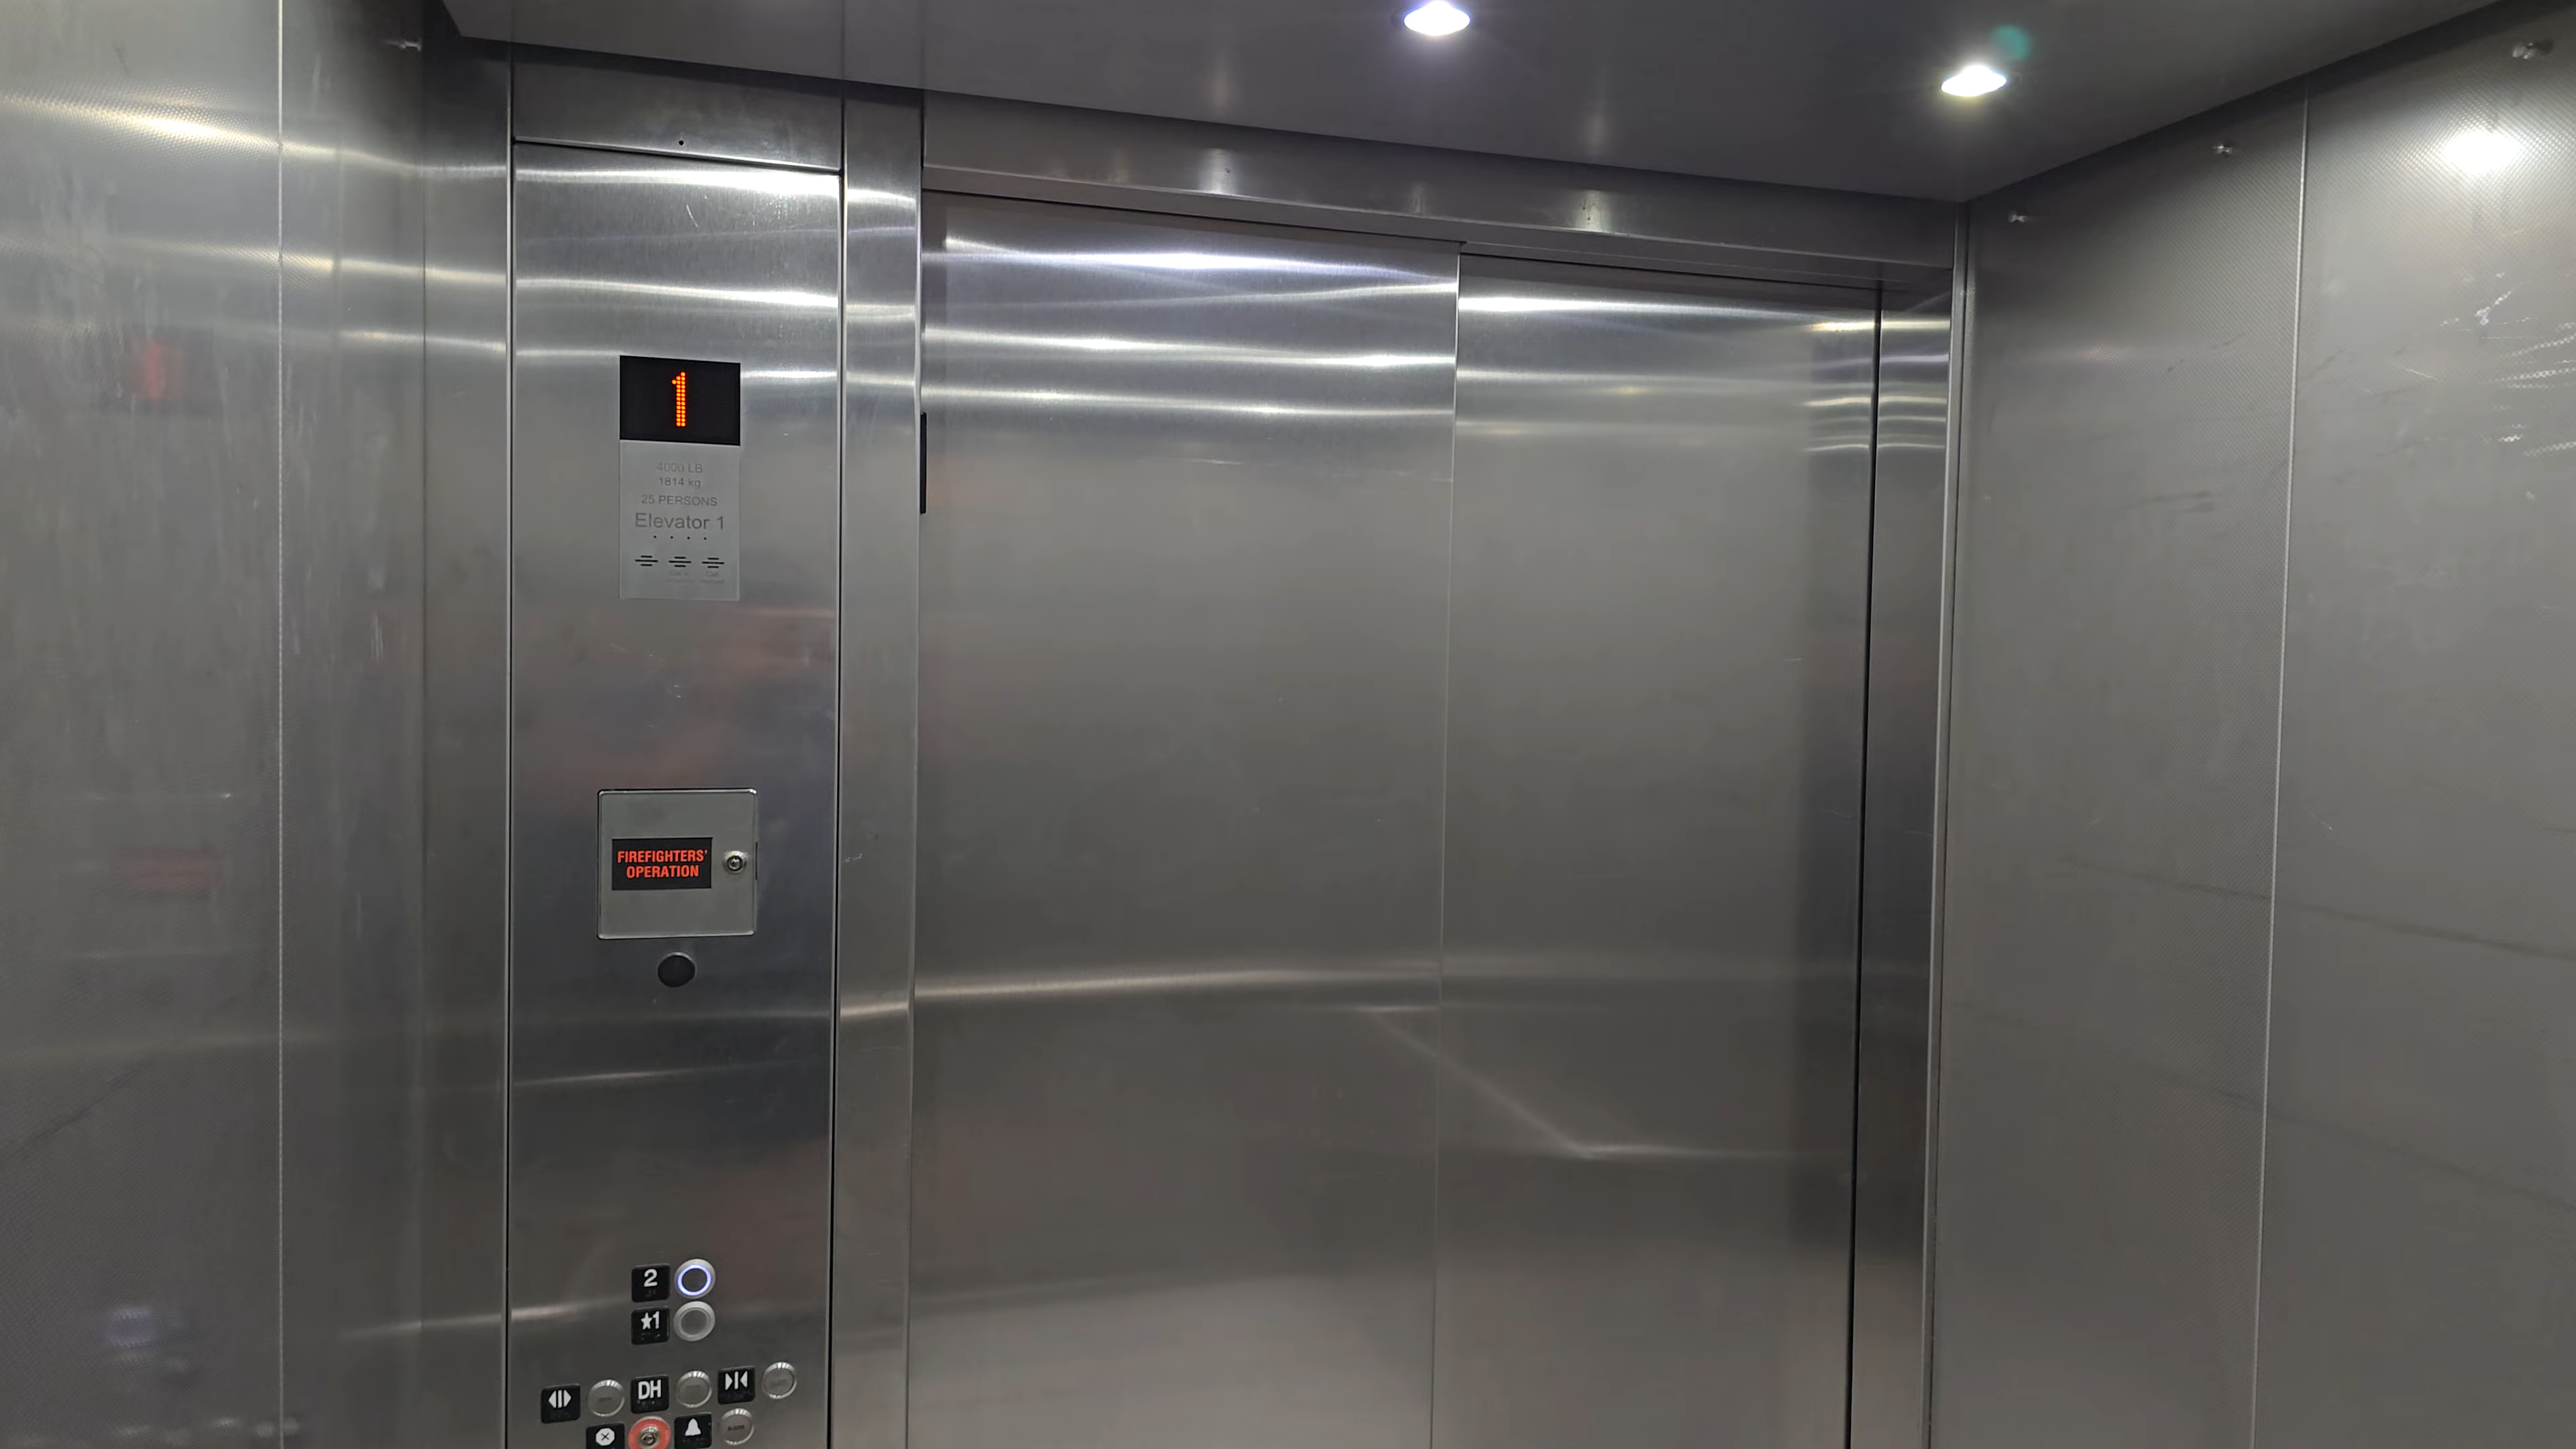 1
4000 LB
1814 kg
25 PERSONS
Elevator 1
FIREFIGHTERS'
OPERATION
2
★1
DH